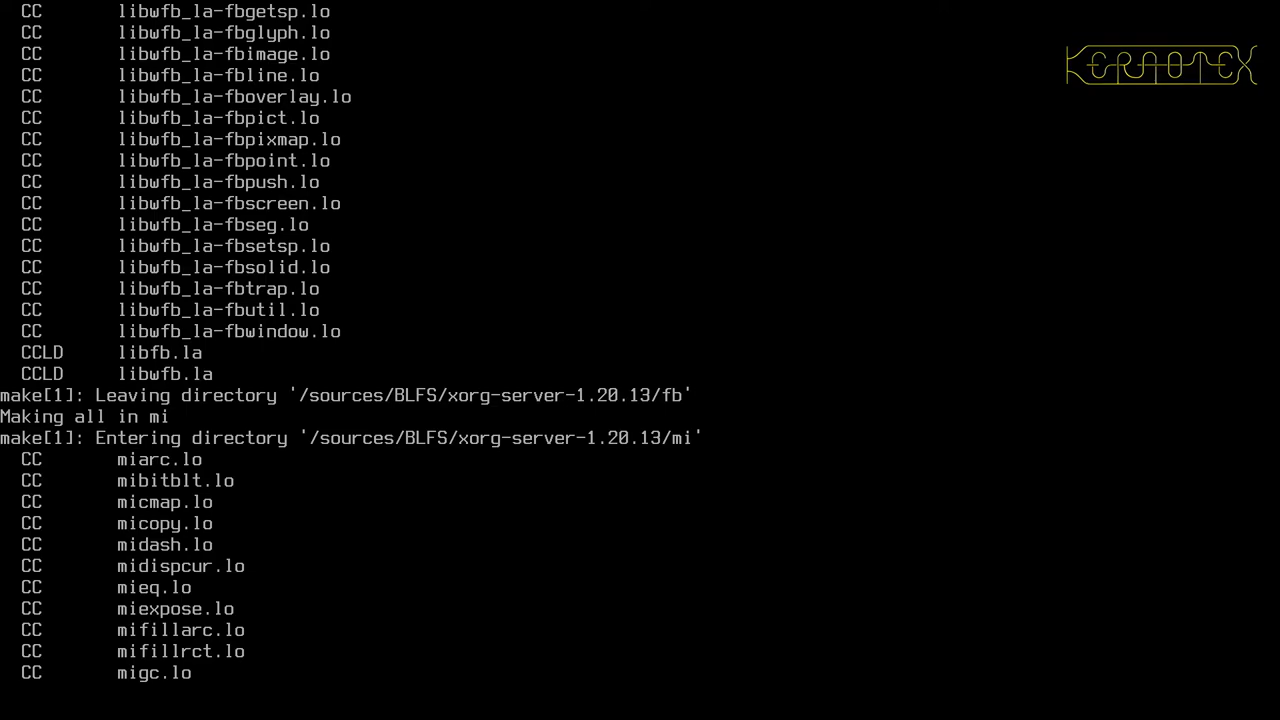 CC libwfb_la-fbgetsp.lo
CC libwfb_la-fbglyph.lo
CC libwfb_la-fbimage.lo
CC libwfb_la-fbline.lo
CC libwfb_la-fboverlay.lo
CC libwfb_la-fbpict.lo
CC libwfb_la-fbpixmap.lo
CC libwfb_la-fbpoint.lo
CC libwfb_la-fbpush.lo
CC libwfb_la-fbscreen.lo
CC libwfb_la-fbseg.lo
CC libwfb_la-fbsetsp.lo
CC libwfb_la-fbsolid.lo
CC libwfb_la-fbtrap.lo
CC libwfb_la-fbutil.lo
CC libwfb_la-fbwindow.lo
CCLD libfb.la
CCLD libwfb.la
make[1]: Leaving directory '/sources/BLFS/xorg-server-1.20.13/fb'
Making all in mi
make[1]: Entering directory '/sources/BLFS/xorg-server-1.20.13/mi'
CC miarc.lo
CC mibitblt.lo
CC micmap.lo
CC micopy.lo
CC midash.lo
CC midispcur.lo
CC mieq.lo
CC miexpose.lo
CC mifillarc.lo
CC mifillrct.lo
CC migc.lo
KERNOTEX